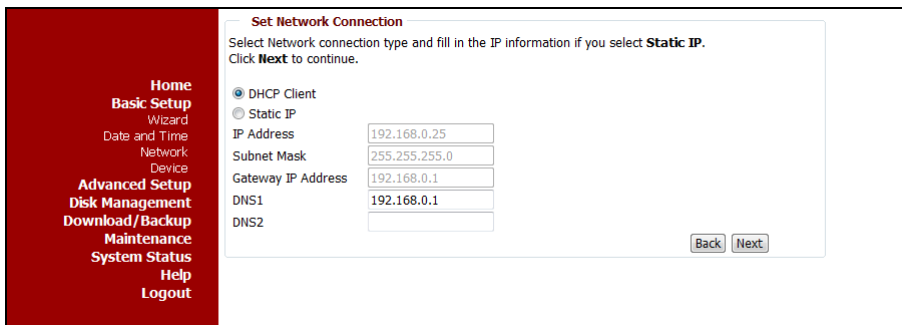 Home
Basic Setup
Wizard
Date and Time
Network
Device
Advanced Setup
Disk Management
Download/Backup
Maintenance
System Status
Help
Logout
Set Network Connection
Select Network connection type and fill in the IP information if you select Static IP.
Click Next to continue.
DHCP Client
Static IP
IP Address 192.168.0.25
Subnet Mask 255.255.255.0
Gateway IP Address 192.168.0.1
DNS1 192.168.0.1
DNS2
Back Next